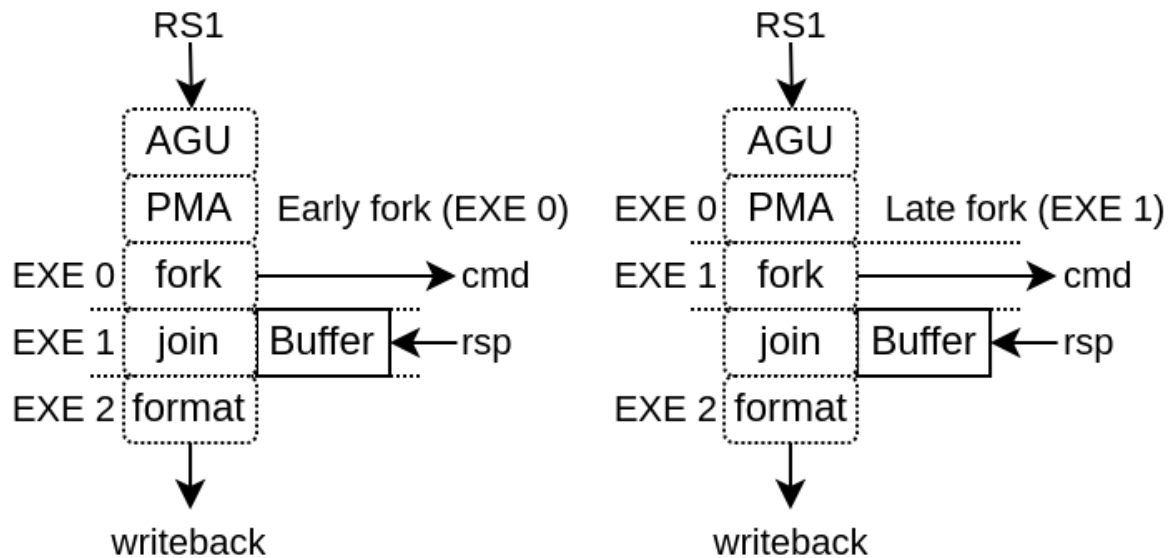 RS1
AGU
PMA
Early fork (EXE 0)
EXE 0 fork cmd
EXE 1 join Buffer rsp
EXE 2 format
writeback
RS1
AGU
EXE 0 PMA Late fork (EXE 1)
EXE 1 fork cmd
join Buffer rsp
EXE 2 format
writeback